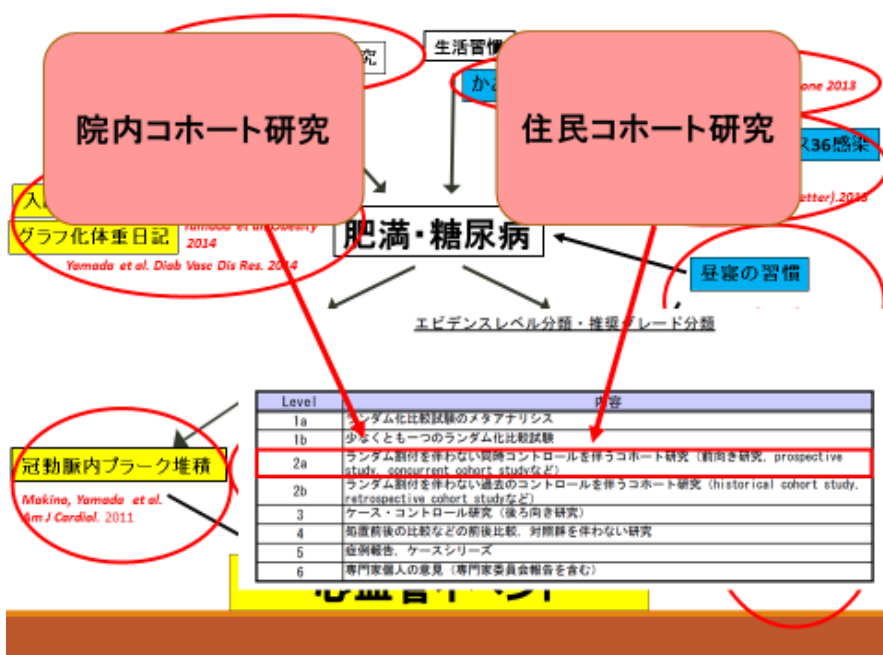 究
生活習慣
か
one 2013
院内コホート研究
住民コホート研究
ス36感染
入
etter).2013
グラフ化体重日記
Yamada et al. Obesity
2014
Yamada et al. Diab Vasc Dis Res. 2014
肥満・糖尿病
昼寝の習慣
エビデンスレベル分類・推奨グレード分類
Level 内容
1a ランダム化比較試験のメタアナリシス
1b 少なくとも一つのランダム化比較試験
2a ランダム割付を伴わない同時コントロールを伴うコホート研究（前向き研究, prospective
study, concurrent cohort studyなど）
2b ランダム割付を伴わない過去のコントロールを伴うコホート研究（historical cohort study,
retrospective cohort studyなど）
3 ケース・コントロール研究（後ろ向き研究）
4 処置前後の比較などの前後比較, 対照群を伴わない研究
5 症例報告, ケースシリーズ
6 専門家個人の意見（専門家委員会報告を含む）
冠動脈内プラーク堆積
Makino, Yamada et al.
Am J Cardiol. 2011
心血管イベント